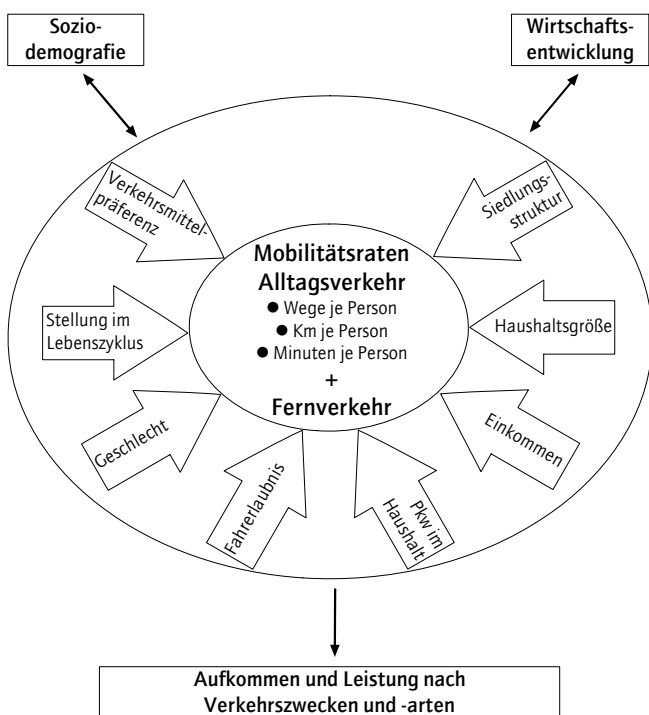 Sozio-
demografie
Wirtschafts-
entwicklung
Verkehrsmittel-
präferenz
Siedlungs-
struktur
Mobilitätsraten
Alltagsverkehr
● Wege je Person
● Km je Person
● Minuten je Person
+
Fernverkehr
Stellung im
Lebenszyklus
Haushaltsgröße
Geschlecht
Einkommen
Fahrerlaubnis
Pkw im
Haushalt
Aufkommen und Leistung nach
Verkehrszwecken und -arten